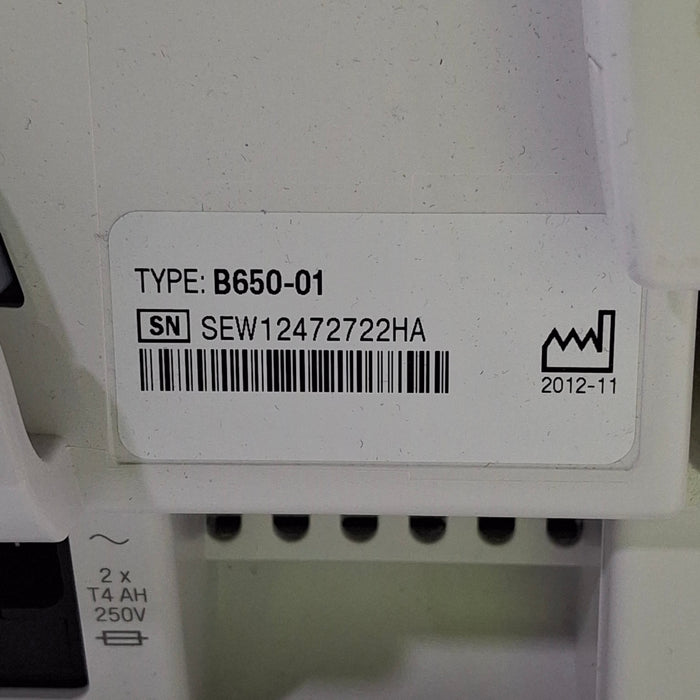 TYPE: B650-01
SN SEW12472722HA
2012-11
2 x
T4 AH
250V